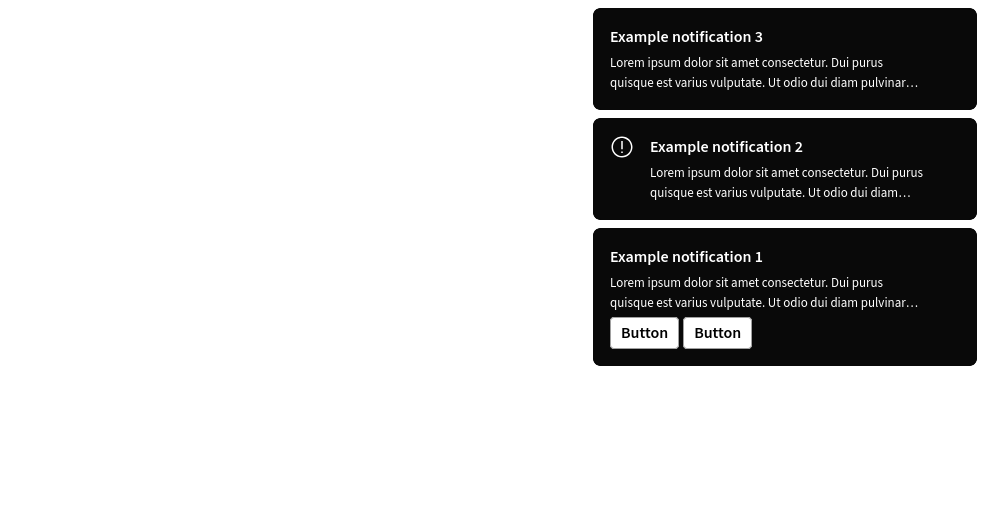 Example notification 3
Lorem ipsum dolor sit amet consectetur. Dui purus
quisque est varius vulputate. Ut odio dui diam pulvinar…
Example notification 2
Lorem ipsum dolor sit amet consectetur. Dui purus
quisque est varius vulputate. Ut odio dui diam…
Example notification 1
Lorem ipsum dolor sit amet consectetur. Dui purus
quisque est varius vulputate. Ut odio dui diam pulvinar…
Button Button